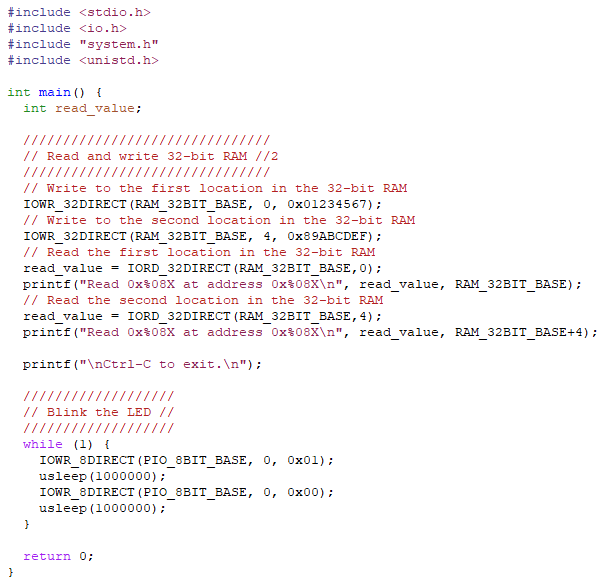 #include <stdio.h>
#include <io.h>
#include "system.h"
#include <unistd.h>

int main() {
  int read_value;

  ///////////////////////////////
  // Read and write 32-bit RAM //2
  ///////////////////////////////
  // Write to the first location in the 32-bit RAM
  IOWR_32DIRECT(RAM_32BIT_BASE, 0, 0x01234567);
  // Write to the second location in the 32-bit RAM
  IOWR_32DIRECT(RAM_32BIT_BASE, 4, 0x89ABCDEF);
  // Read the first location in the 32-bit RAM
  read_value = IORD_32DIRECT(RAM_32BIT_BASE,0);
  printf("Read 0x%08X at address 0x%08X\n", read_value, RAM_32BIT_BASE);
  // Read the second location in the 32-bit RAM
  read_value = IORD_32DIRECT(RAM_32BIT_BASE,4);
  printf("Read 0x%08X at address 0x%08X\n", read_value, RAM_32BIT_BASE+4);

  printf("\nCtrl-C to exit.\n");

  ///////////////////
  // Blink the LED //
  ///////////////////
  while (1) {
    IOWR_8DIRECT(PIO_8BIT_BASE, 0, 0x01);
    usleep(1000000);
    IOWR_8DIRECT(PIO_8BIT_BASE, 0, 0x00);
    usleep(1000000);
  }

  return 0;
}